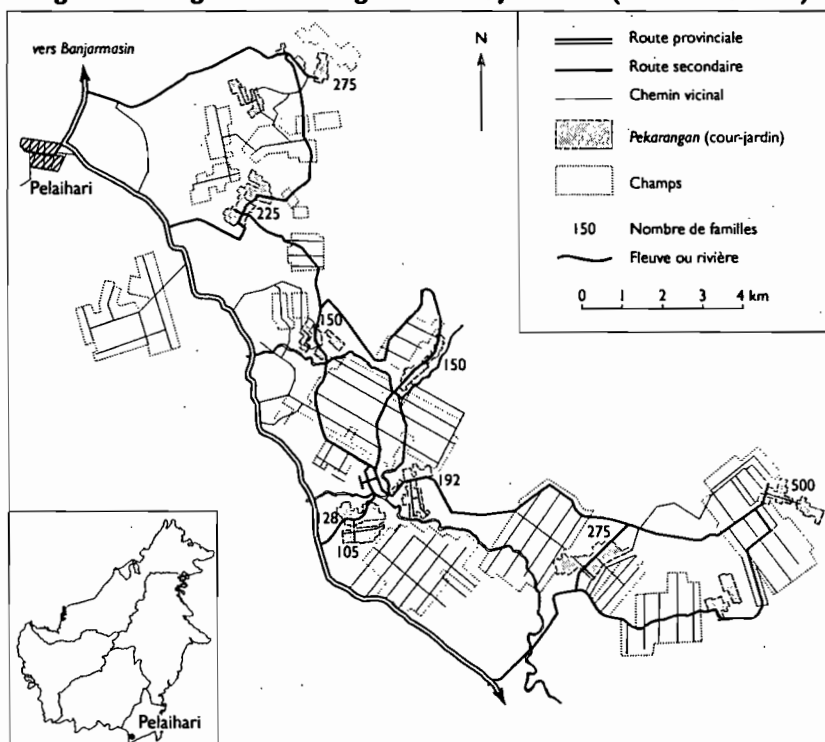 vers Banjarmasin
Pelaihari
275
225
150
150
192
28
105
275
500
N
Route provinciale
Route secondaire
Chemin vicinal
Pekarangan (cour-jardin)
Champs
150 Nombre de familles
Fleuve ou rivière
0 1 2 3 4 km
Pelaihari